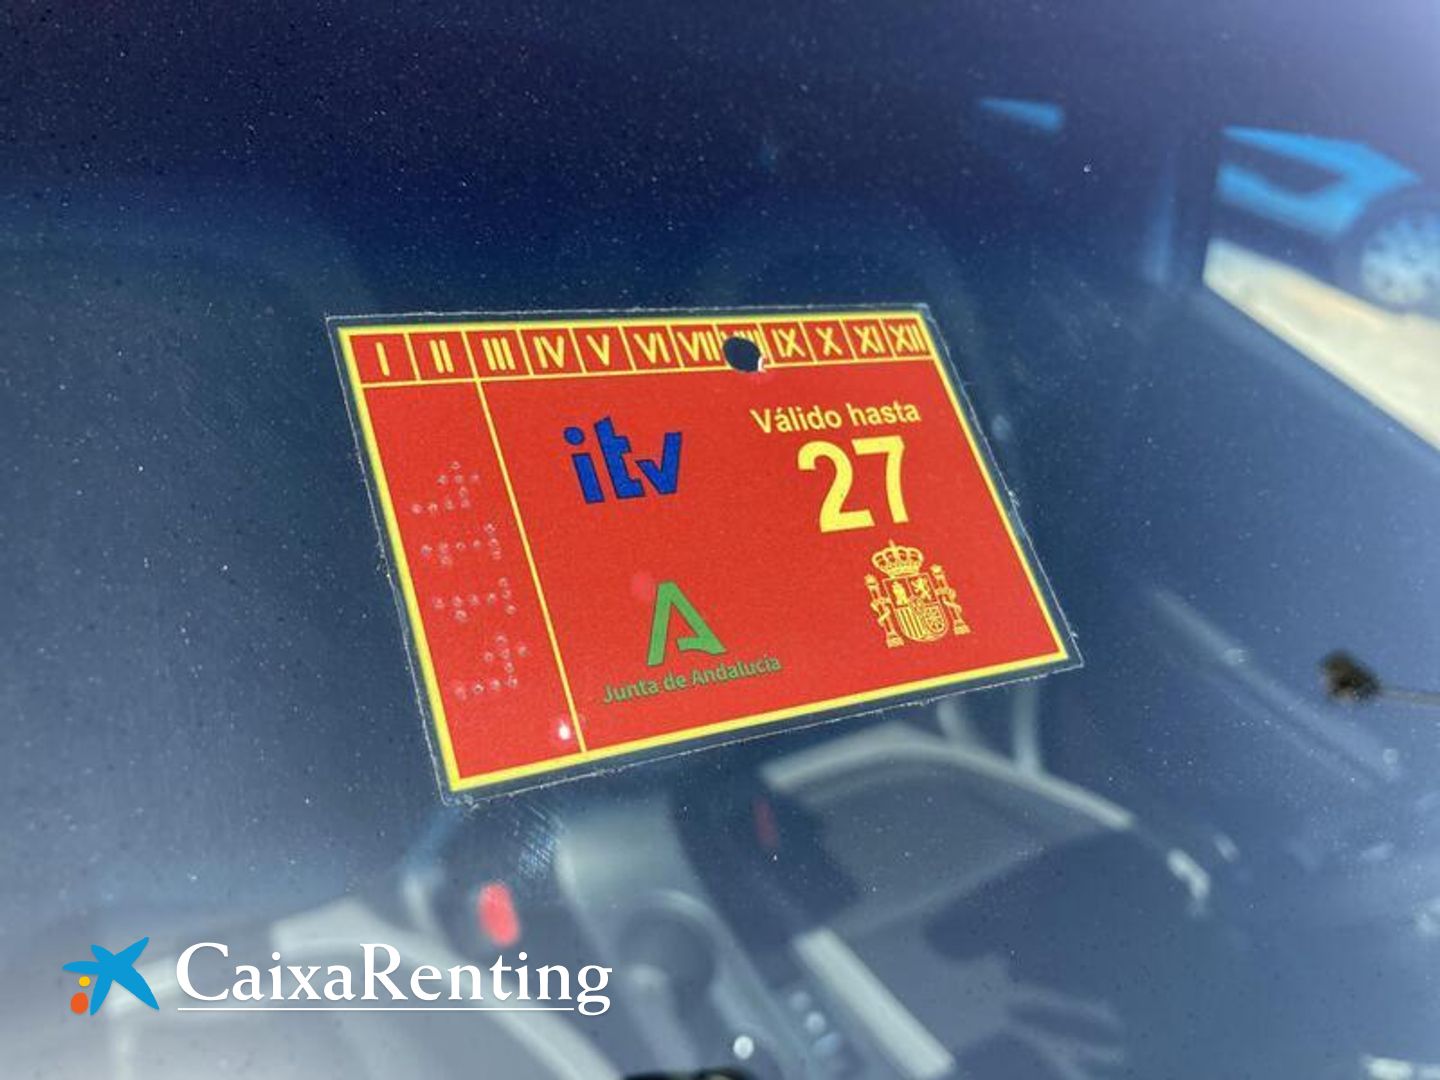 I II III IV V VI VII VIII IX X XI XII
itv
Válido hasta
27
Junta de Andalucía
CaixaRenting